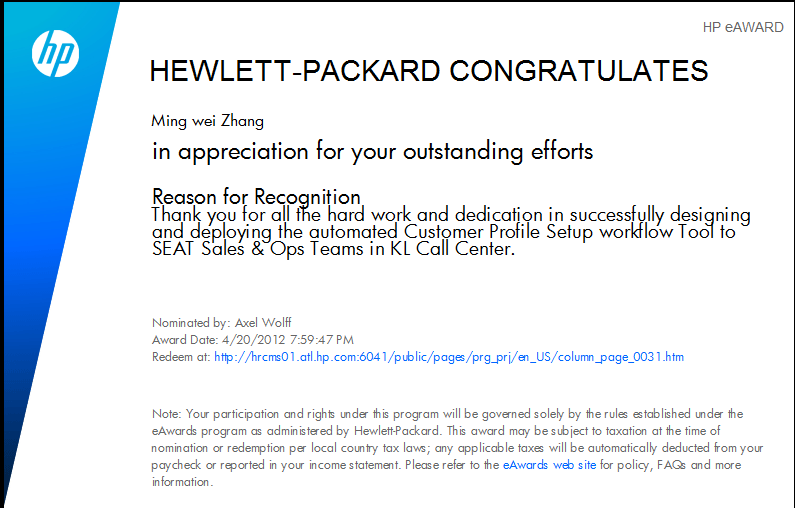 hp
HP eAWARD
HEWLETT-PACKARD CONGRATULATES
Ming wei Zhang
in appreciation for your outstanding efforts
Reason for Recognition
Thank you for all the hard work and dedication in successfully designing
and deploying the automated Customer Profile Setup workflow Tool to
SEAT Sales & Ops Teams in KL Call Center.
Nominated by: Axel Wolff
Award Date: 4/20/2012 7:59:47 PM
Redeem at: http://hrcms01.atl.hp.com:6041/public/pages/prg_prj/en_US/column_page_0031.htm
Note: Your participation and rights under this program will be governed solely by the rules established under the
eAwards program as administered by Hewlett-Packard. This award may be subject to taxation at the time of
nomination or redemption per local country tax laws; any applicable taxes will be automatically deducted from your
paycheck or reported in your income statement. Please refer to the eAwards web site for policy, FAQs and more
information.